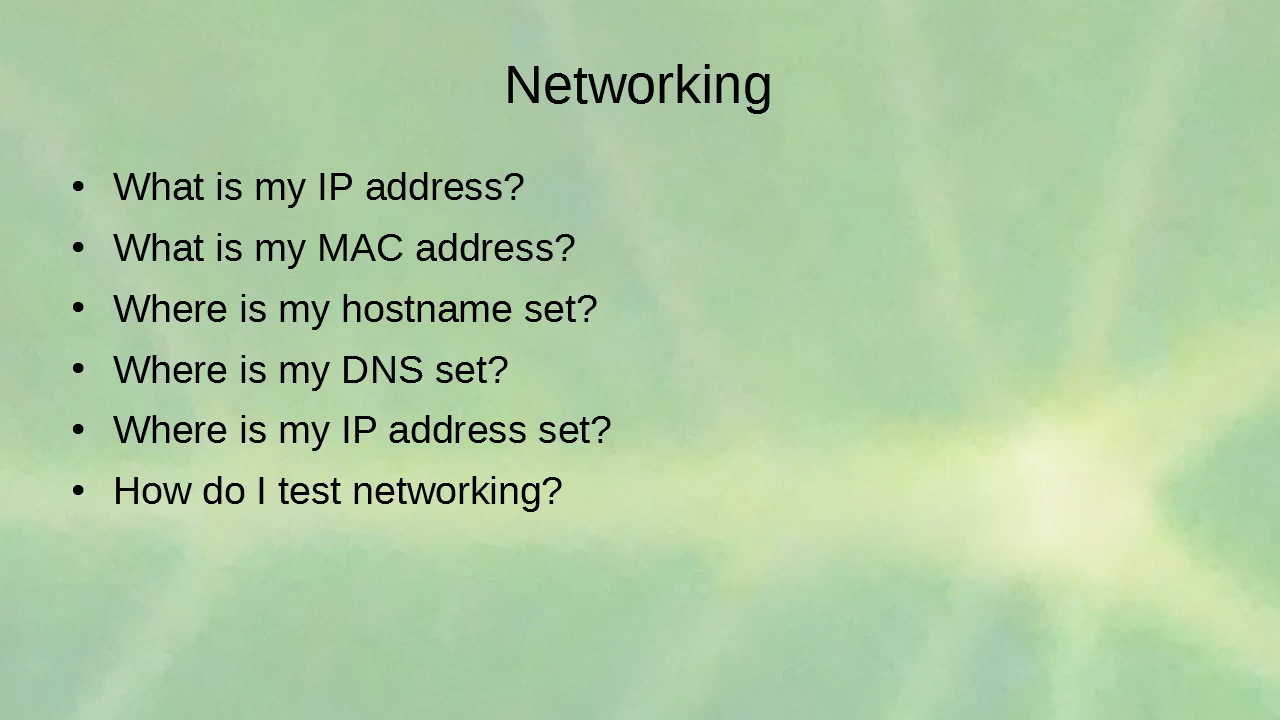 Networking
• What is my IP address?
• What is my MAC address?
• Where is my hostname set?
• Where is my DNS set?
• Where is my IP address set?
• How do I test networking?